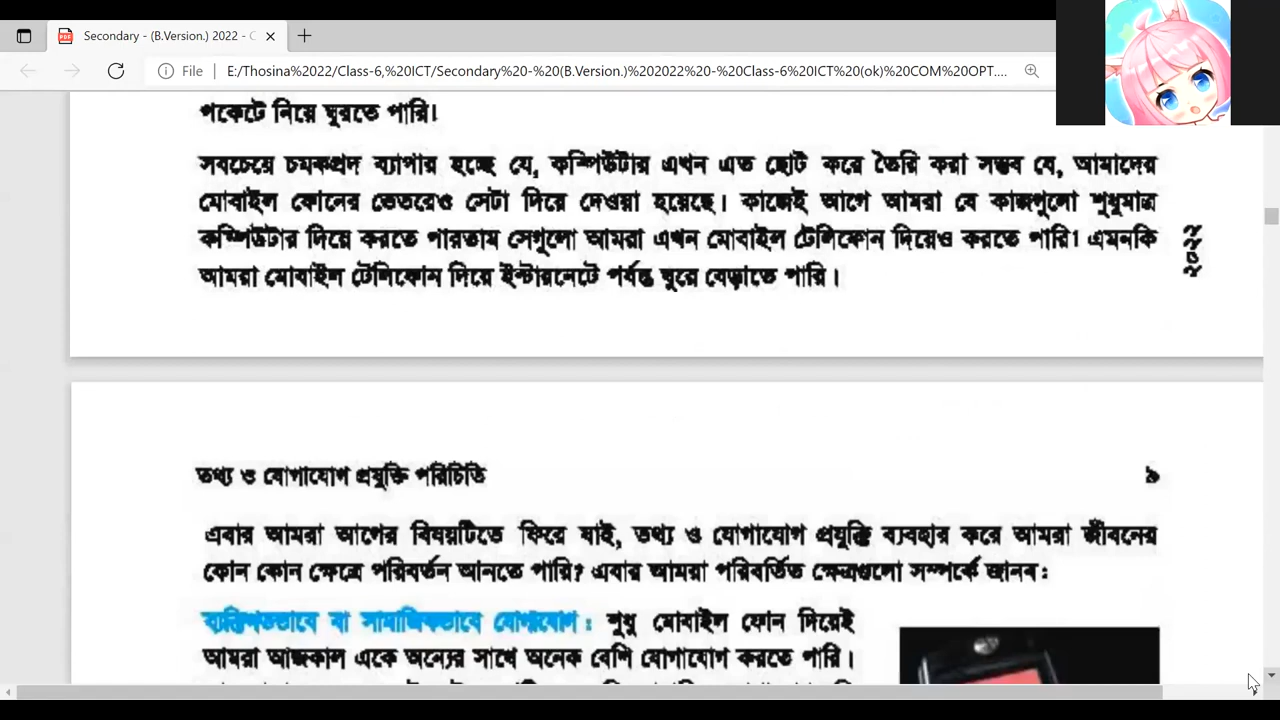 Secondary - (B.Version.) 2022 - C
File
E:/Thosina%2022/Class-6,%20ICT/Secondary%20-%20(B.Version.)%202022%20-%20Class-6%20ICT%20(ok)%20COM%20OPT....
পকেটে নিয়ে ঘুরতে পারি।
সবচেয়ে চমকপ্রদ ব্যাপার হচ্ছে যে, কম্পিউটার এখন এত ছোট করে তৈরি করা সম্ভব যে, আমাদের
মোবাইল ফোনের ভেতরেও সেটা দিয়ে দেওয়া হয়েছে। কাজেই আগে আমরা যে কাজগুলো শুধুমাত্র
কম্পিউটার দিয়ে করতে পারতাম সেগুলো আমরা এখন মোবাইল টেলিফোন দিয়েও করতে পারি। এমনকি
আমরা মোবাইল টেলিফোন দিয়ে ইন্টারনেটে পর্যন্ত ঘুরে বেড়াতে পারি।
২০২২
তথ্য ও যোগাযোগ প্রযুক্তি পরিচিতি ৯
এবার আমরা আগের বিষয়টিতে ফিরে যাই, তথ্য ও যোগাযোগ প্রযুক্তি ব্যবহার করে আমরা জীবনের
কোন কোন ক্ষেত্রে পরিবর্তন আনতে পারি? এবার আমরা পরিবর্তিত ক্ষেত্রগুলো সম্পর্কে জানব:
ব্যক্তিগতভাবে বা সামাজিকভাবে যোগাযোগ : শুধু মোবাইল ফোন দিয়েই
আমরা আজকাল একে অন্যের সাথে অনেক বেশি যোগাযোগ করতে পারি।